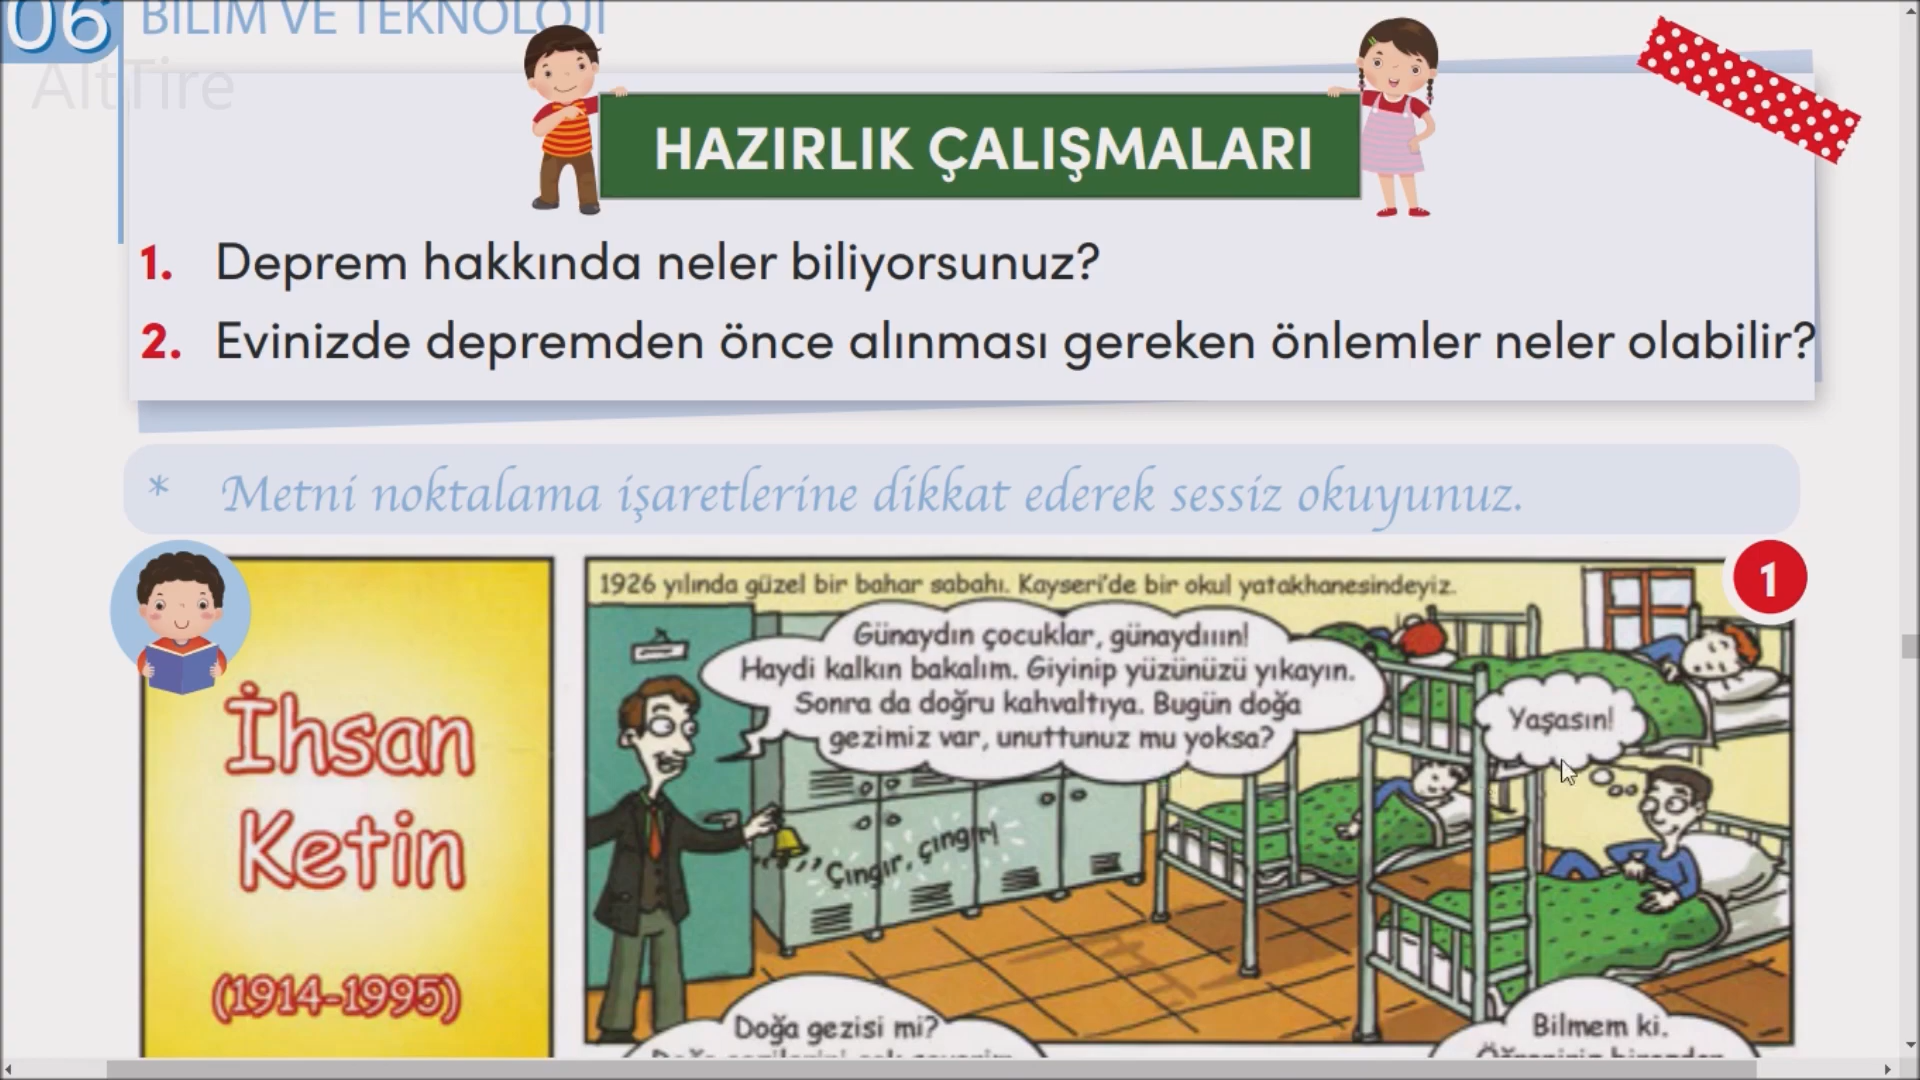 06 BİLİM VE TEKNOLOJİ
AltTire
HAZIRLIK ÇALIŞMALARI
1. Deprem hakkında neler biliyorsunuz?
2. Evinizde depremden önce alınması gereken önlemler neler olabilir?
* Metni noktalama işaretlerine dikkat ederek sessiz okuyunuz.
İhsan
Ketin
(1914-1995)
1926 yılında güzel bir bahar sabahı. Kayseri'de bir okul yatakhanesindeyiz.
1
Günaydın çocuklar, günaydıııın!
Haydi kalkın bakalım. Giyinip yüzünüzü yıkayın.
Sonra da doğru kahvaltıya. Bugün doğa
gezimiz var, unuttunuz mu yoksa?
Yaşasın!
Çıngır, çıngır!
Doğa gezisi mi?
Bilmem ki.